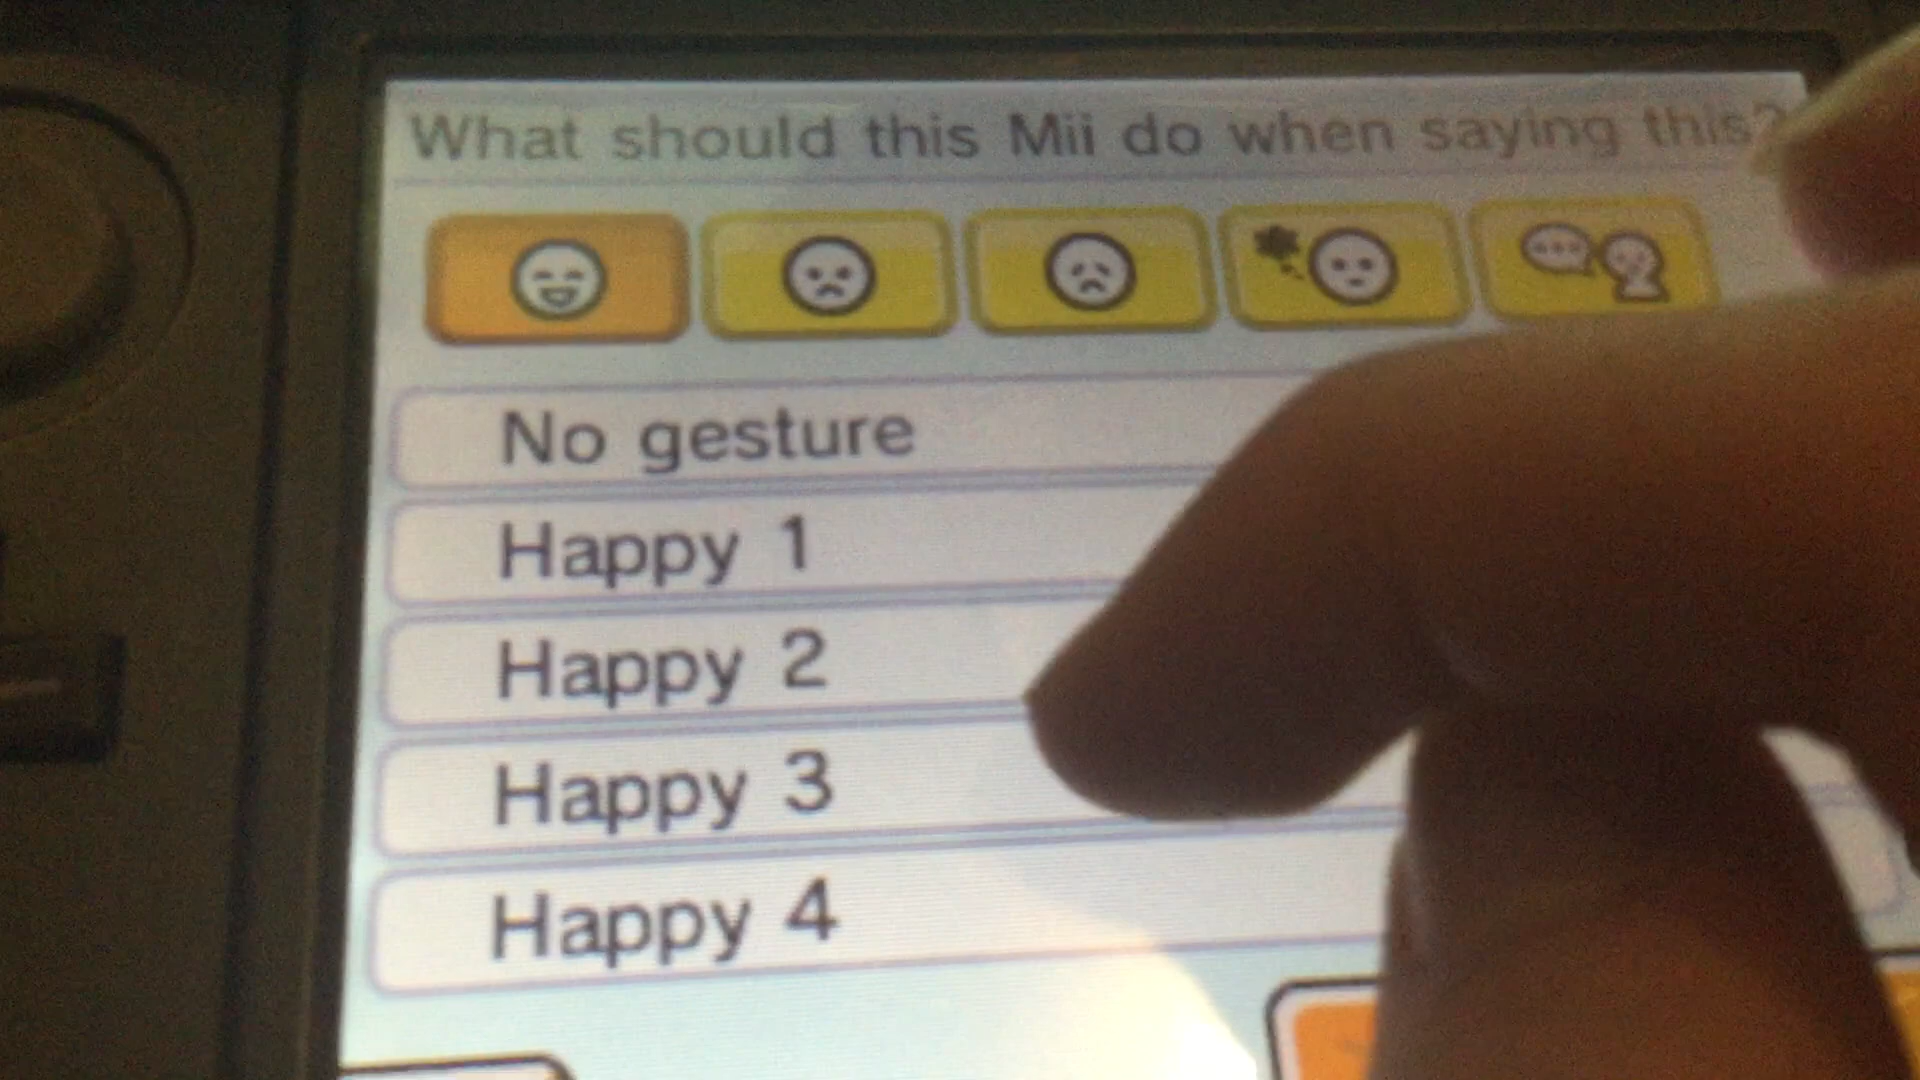 What should this Mii do when saying this?
No gesture
Happy 1
Happy 2
Happy 3
Happy 4